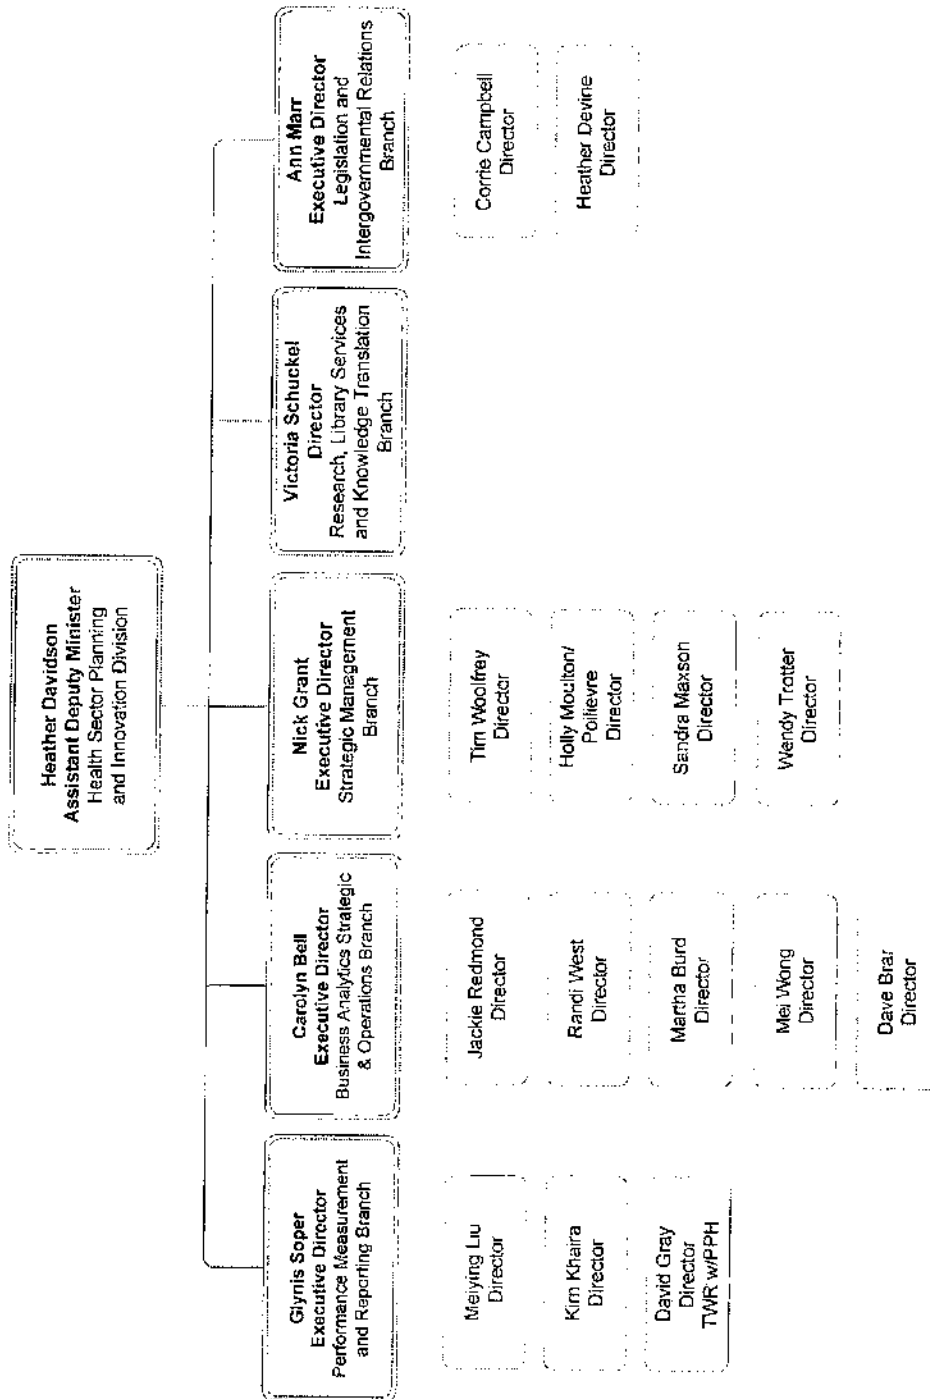 Heather Davidson
Assistant Deputy Minister
Health Sector Planning
and Innovation Division
Glynis Soper
Executive Director
Performance Measurement
and Reporting Branch
Meiying Liu
Director
Kim Khaira
Director
David Gray
Director
TWR w/PPH
Carolyn Bell
Executive Director
Business Analytics Strategic
& Operations Branch
Jackie Redmond
Director
Randi West
Director
Martha Burd
Director
Mei Wong
Director
Dave Brar
Director
Nick Grant
Executive Director
Strategic Management
Branch
Tim Woolfrey
Director
Holly Moulton/
Poilievre
Director
Sandra Maxson
Director
Wendy Trotter
Director
Victoria Schuckel
Director
Research, Library Services
and Knowledge Translation
Branch
Ann Marr
Executive Director
Legislation and
Intergovernmental Relations
Branch
Corrie Campbell
Director
Heather Devine
Director